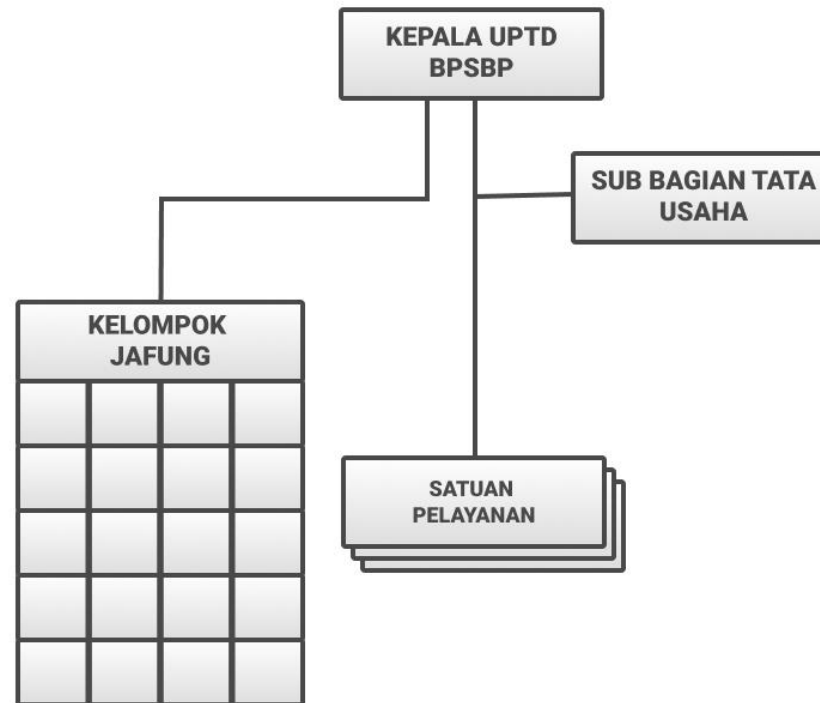 KEPALA UPTD
BPSBP
SUB BAGIAN TATA
USAHA
KELOMPOK
JAFUNG
SATUAN
PELAYANAN